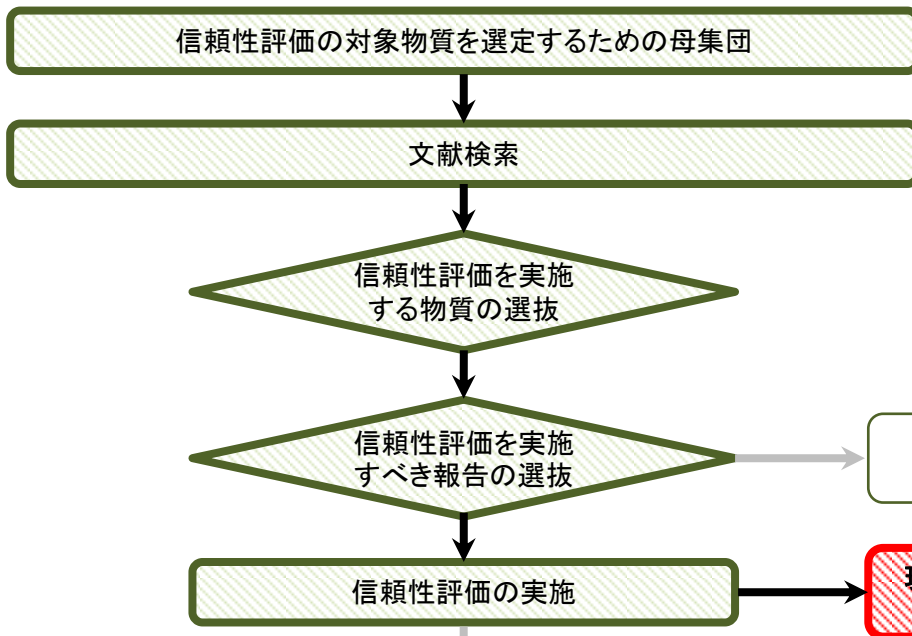 信頼性評価の対象物質を選定するための母集団
文献検索
信頼性評価を実施
する物質の選抜
信頼性評価を実施
すべき報告の選抜
信頼性評価の実施